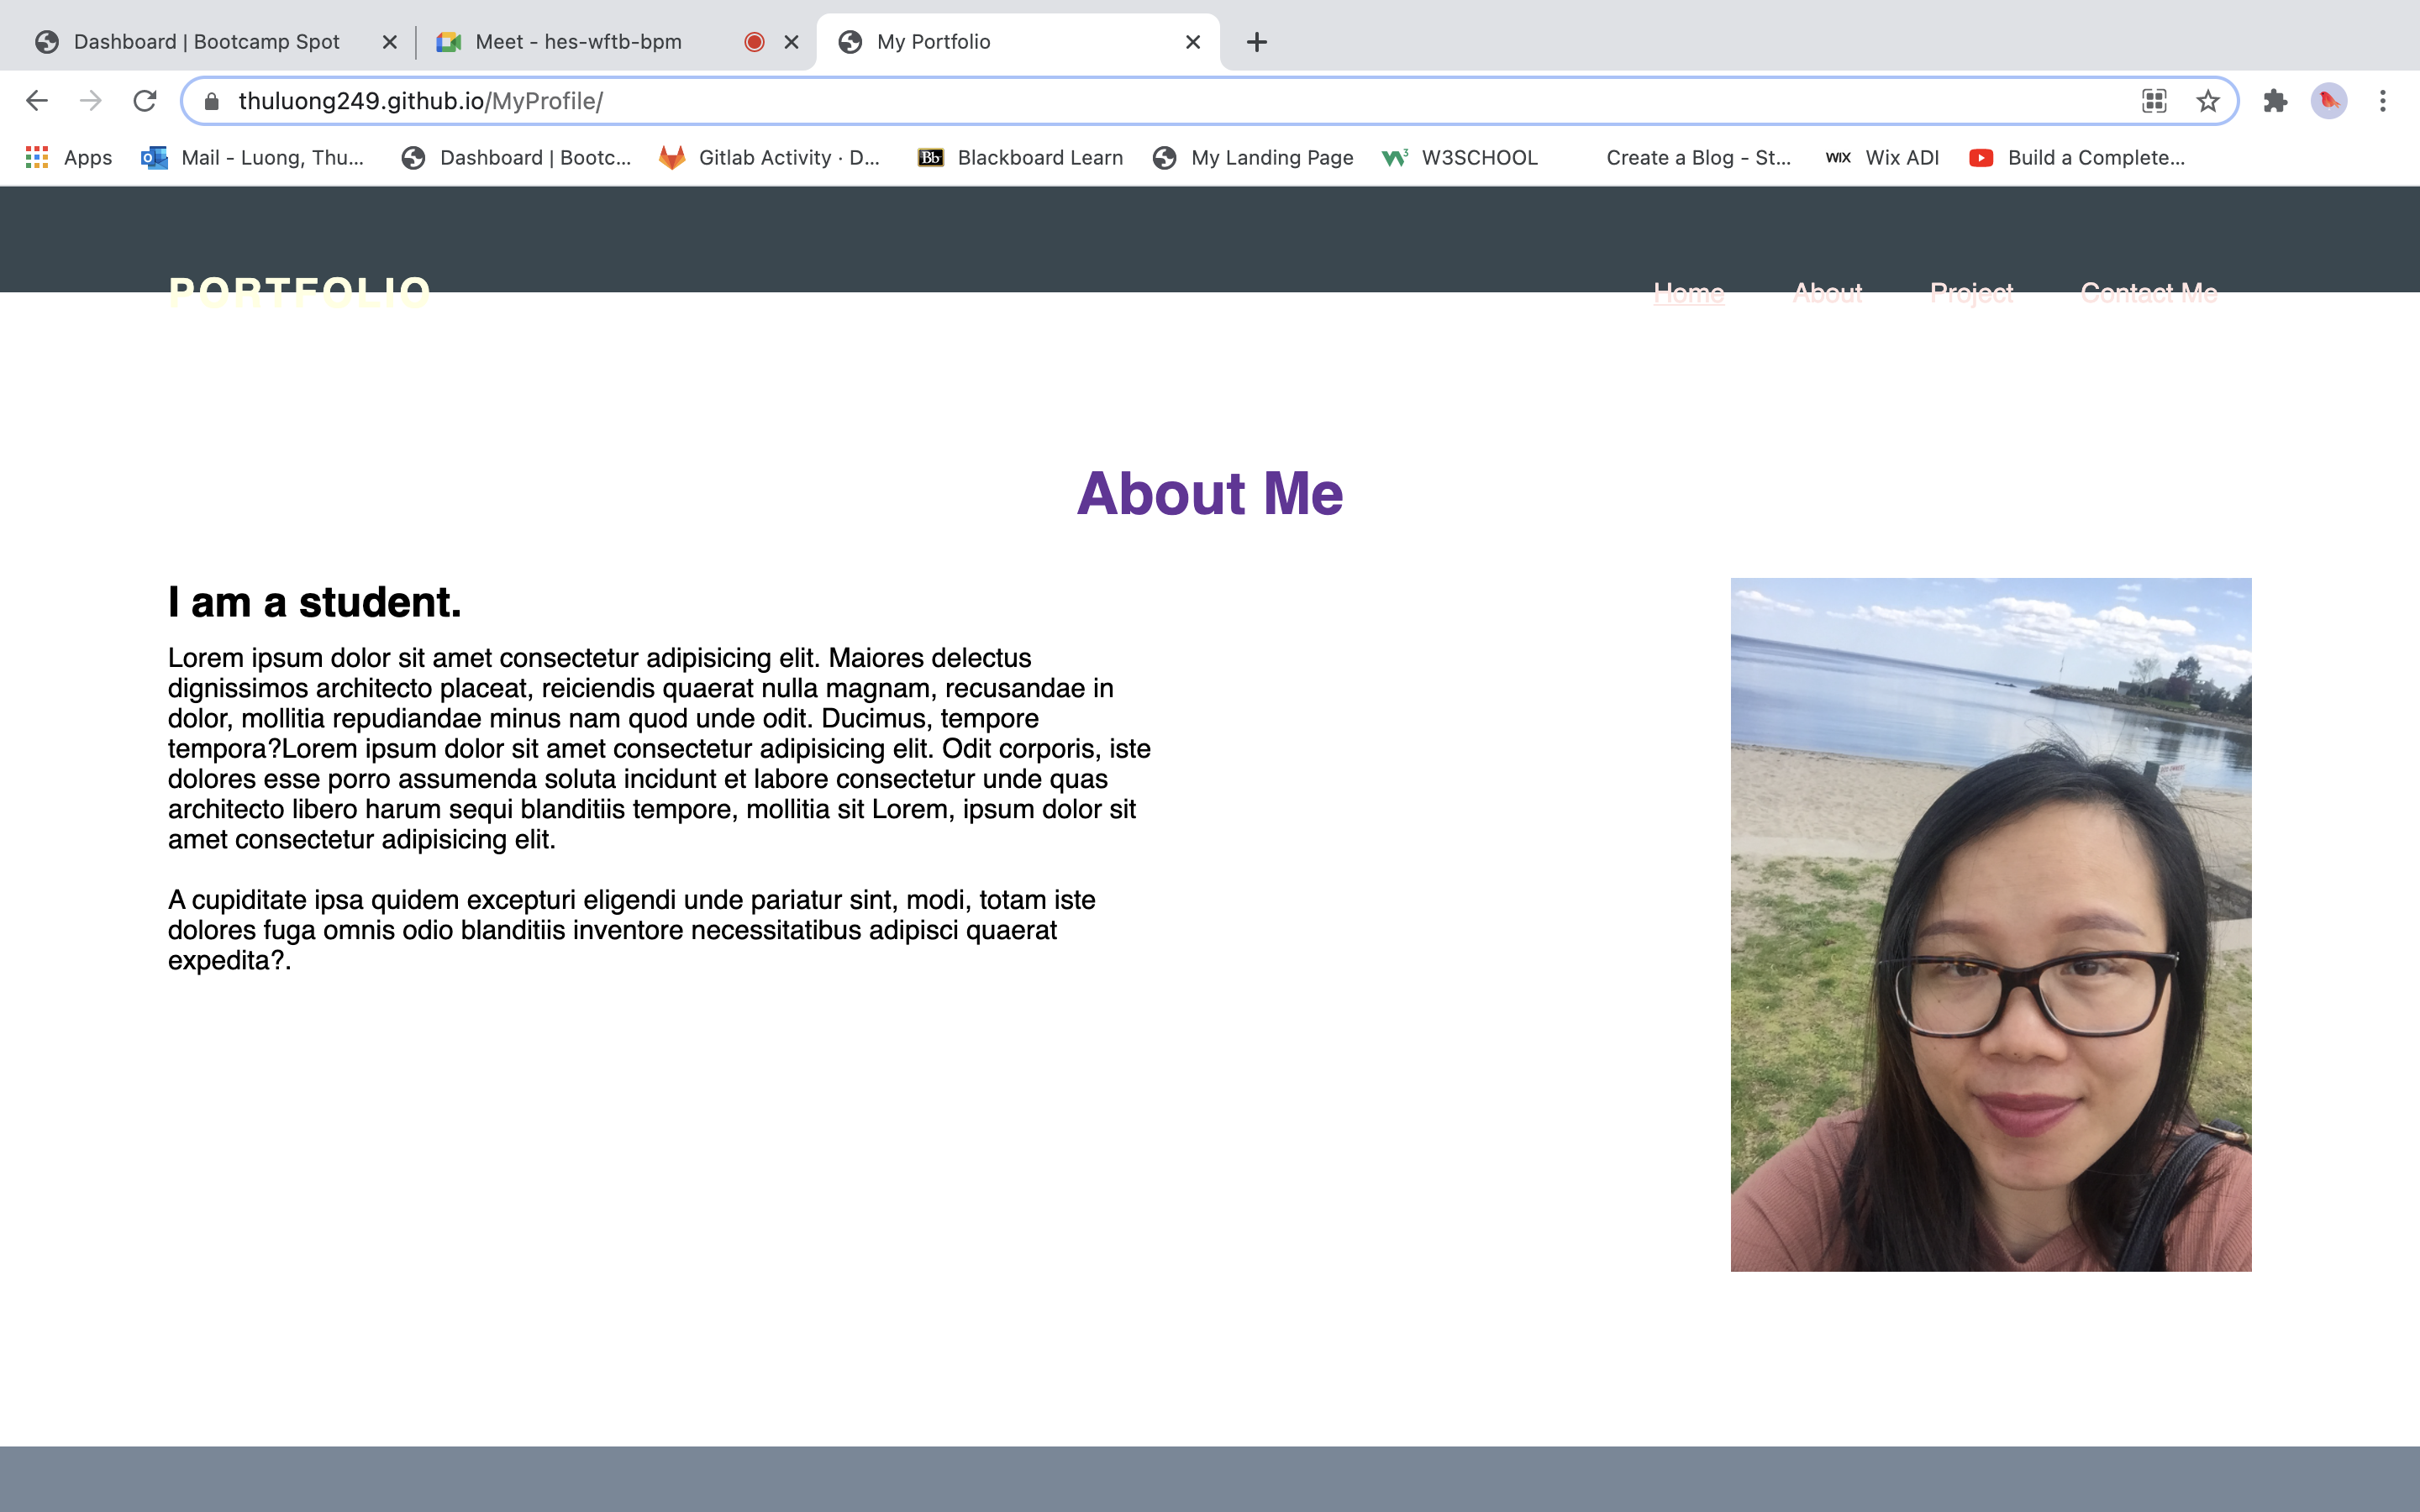 Dashboard | Bootcamp Spot
Meet - hes-wftb-bpm
My Portfolio
thuluong249.github.io/MyProfile/
Apps
Mail - Luong, Thu...
Dashboard | Bootc...
Gitlab Activity · D...
Bb
Blackboard Learn
My Landing Page
W3SCHOOL
Create a Blog - St...
WIX
Wix ADI
Build a Complete...
PORTFOLIO
Home
About
Project
Contact Me
About Me
I am a student.
Lorem ipsum dolor sit amet consectetur adipisicing elit. Maiores delectus
dignissimos architecto placeat, reiciendis quaerat nulla magnam, recusandae in
dolor, mollitia repudiandae minus nam quod unde odit. Ducimus, tempore
tempora?Lorem ipsum dolor sit amet consectetur adipisicing elit. Odit corporis, iste
dolores esse porro assumenda soluta incidunt et labore consectetur unde quas
architecto libero harum sequi blanditiis tempore, mollitia sit Lorem, ipsum dolor sit
amet consectetur adipisicing elit.
A cupiditate ipsa quidem excepturi eligendi unde pariatur sint, modi, totam iste
dolores fuga omnis odio blanditiis inventore necessitatibus adipisci quaerat
expedita?.